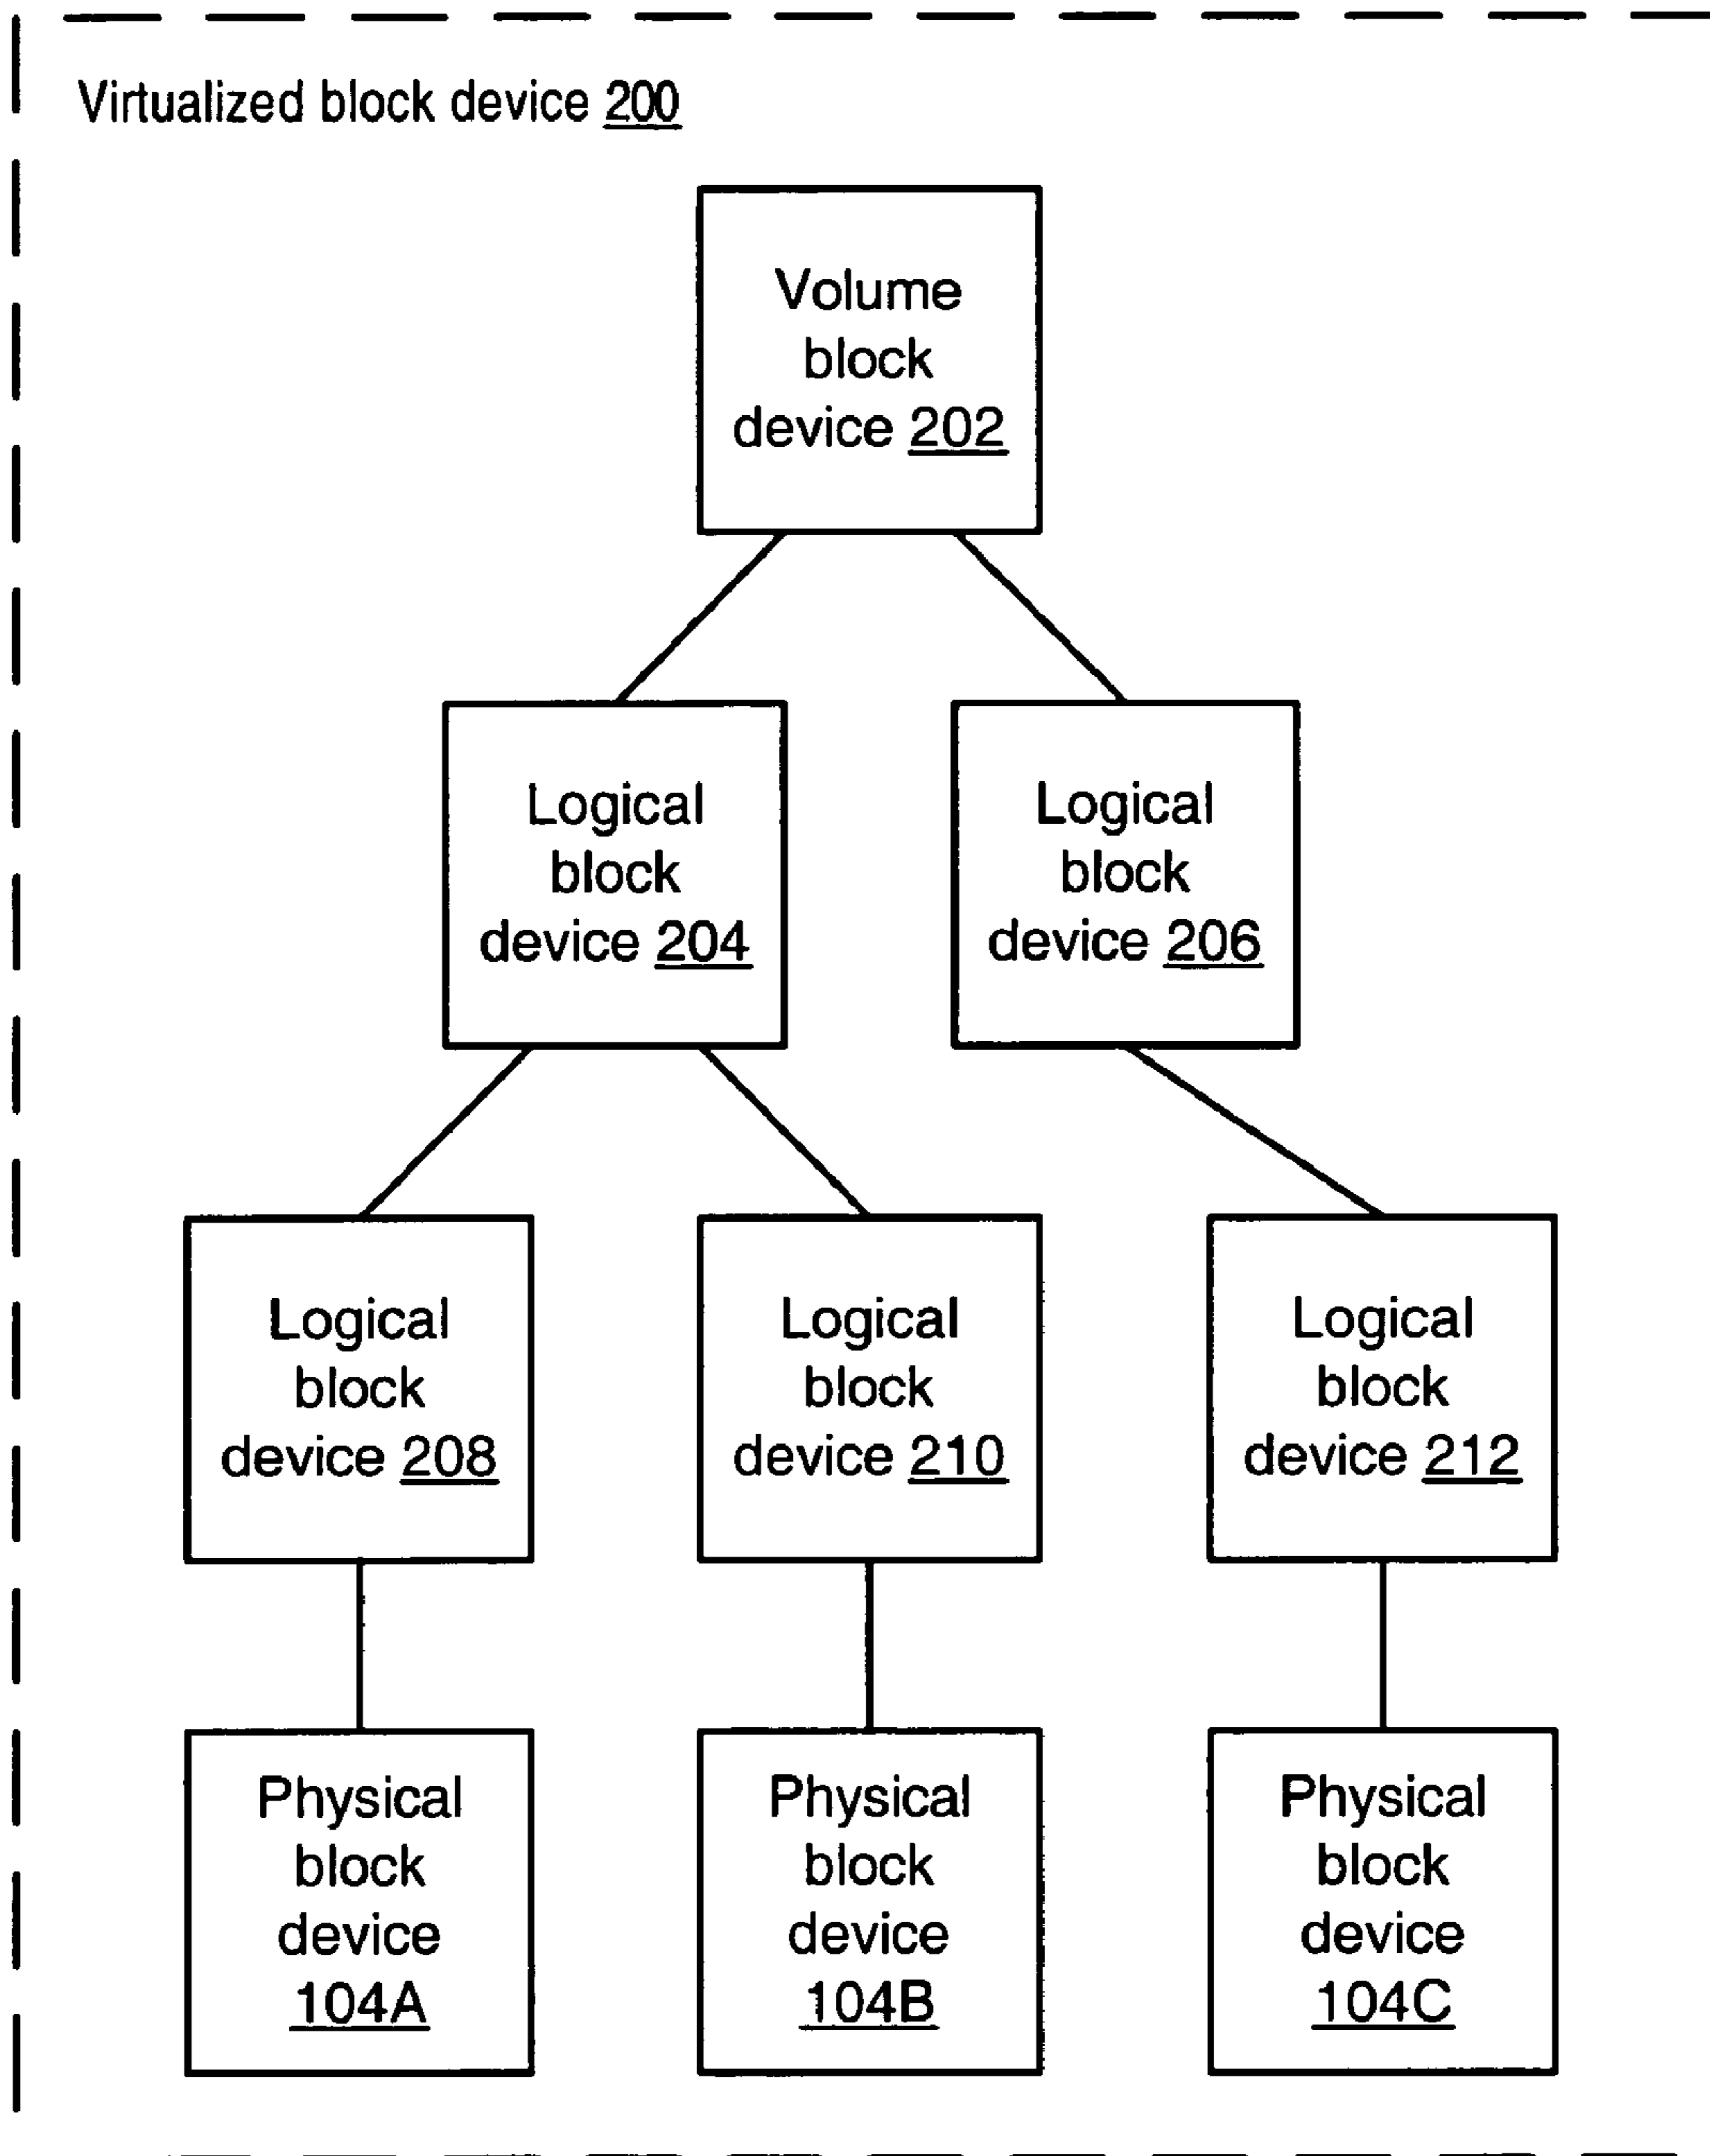 Virtualized block device 200
Volume
block
device 202
Logical
block
device 204
Logical
block
device 206
Logical
block
device 208
Logical
block
device 210
Logical
block
device 212
Physical
block
device
104A
Physical
block
device
104B
Physical
block
device
104C